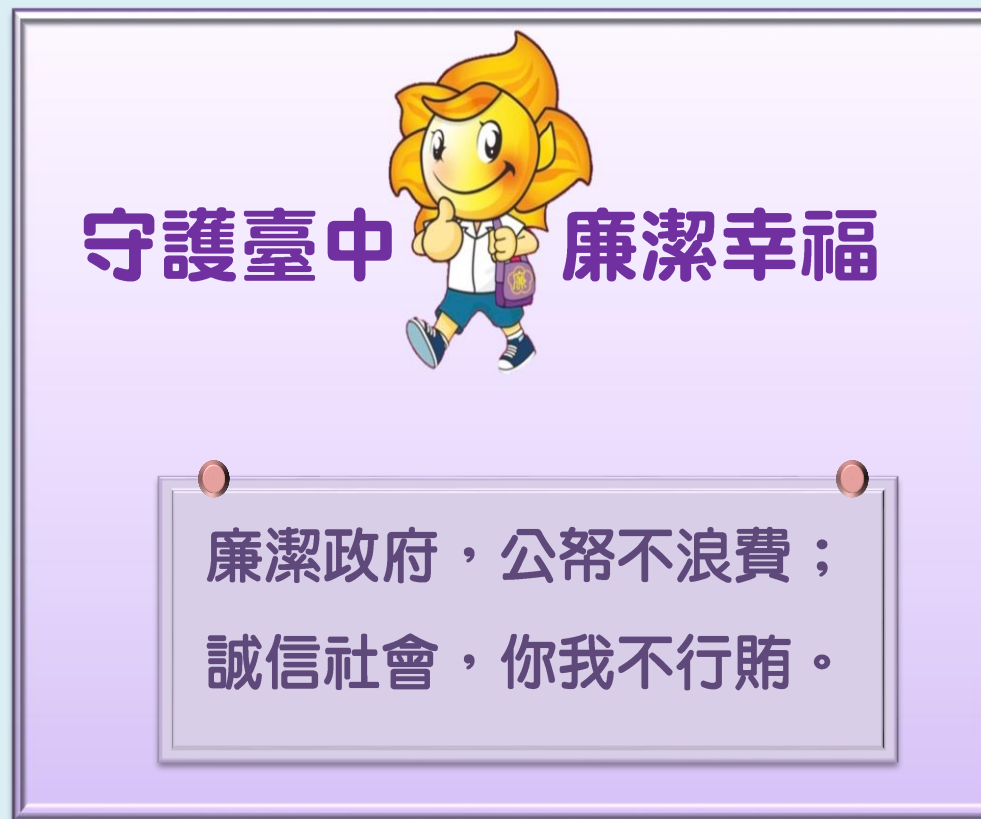 守護臺中 廉潔幸福
廉
廉潔政府，公帑不浪費；
誠信社會，你我不行賄。